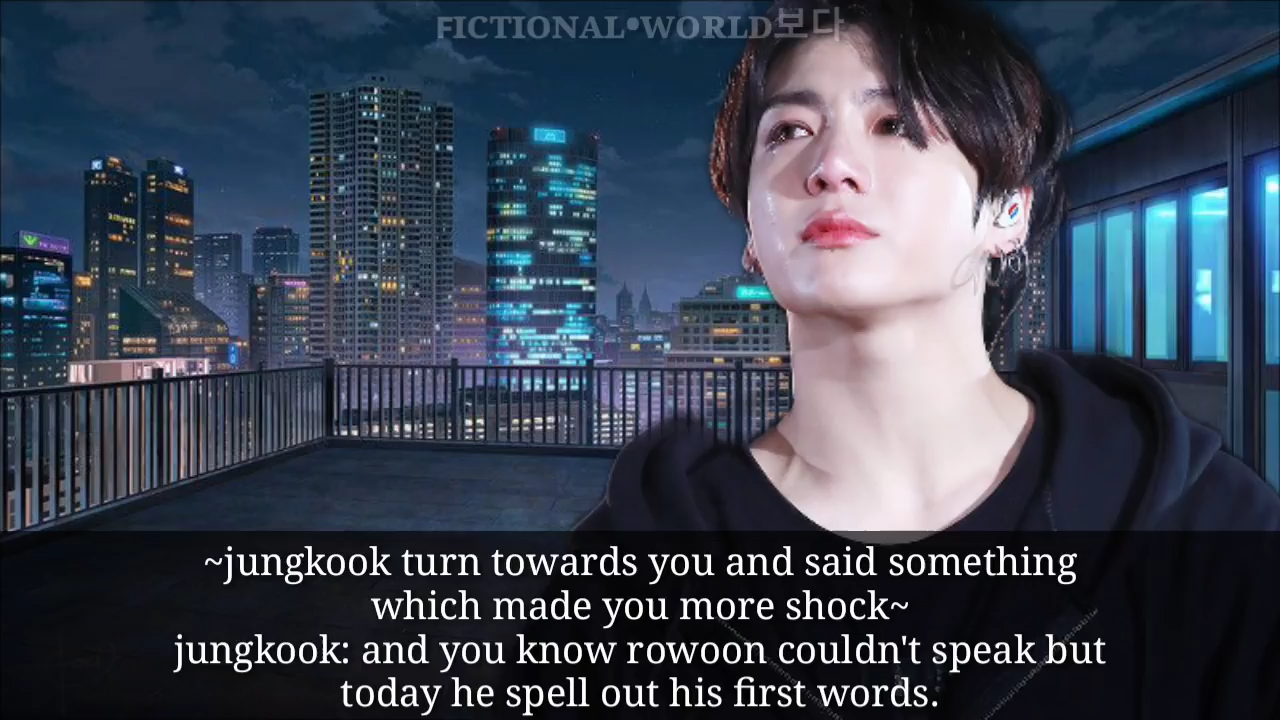 FICTIONAL•WORLD보다
~jungkook turn towards you and said something
which made you more shock~
jungkook: and you know rowoon couldn't speak but
today he spell out his first words.